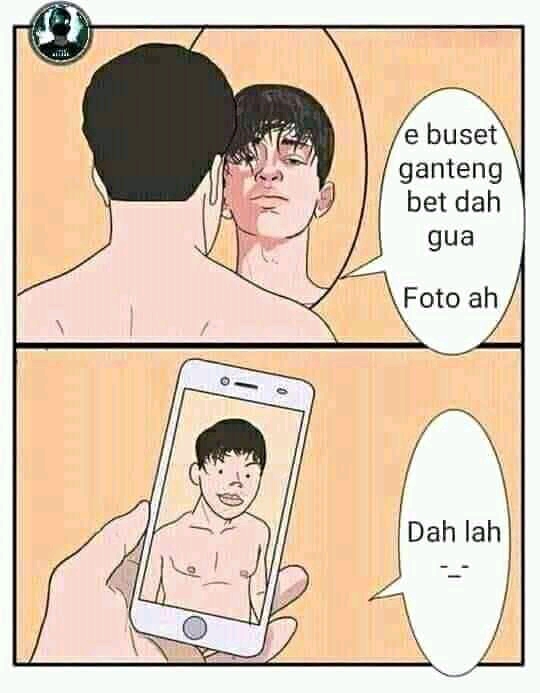 e buset
ganteng
bet dah
gua
Foto ah
Dah lah
-_-